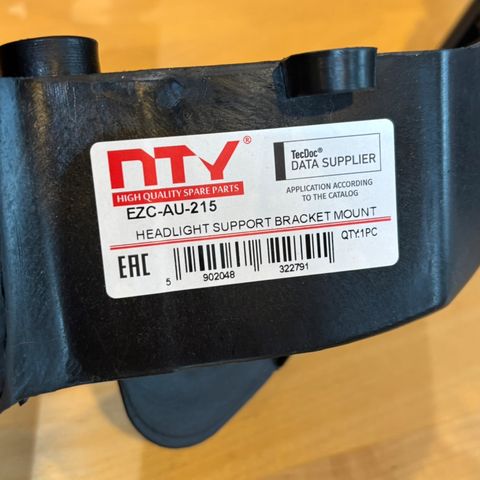 NTY®
HIGH QUALITY SPARE PARTS
TecDoc®
DATA SUPPLIER
APPLICATION ACCORDING
TO THE CATALOG
EZC-AU-215
HEADLIGHT SUPPORT BRACKET MOUNT
EAC
QTY.1PC
5 902048 322791